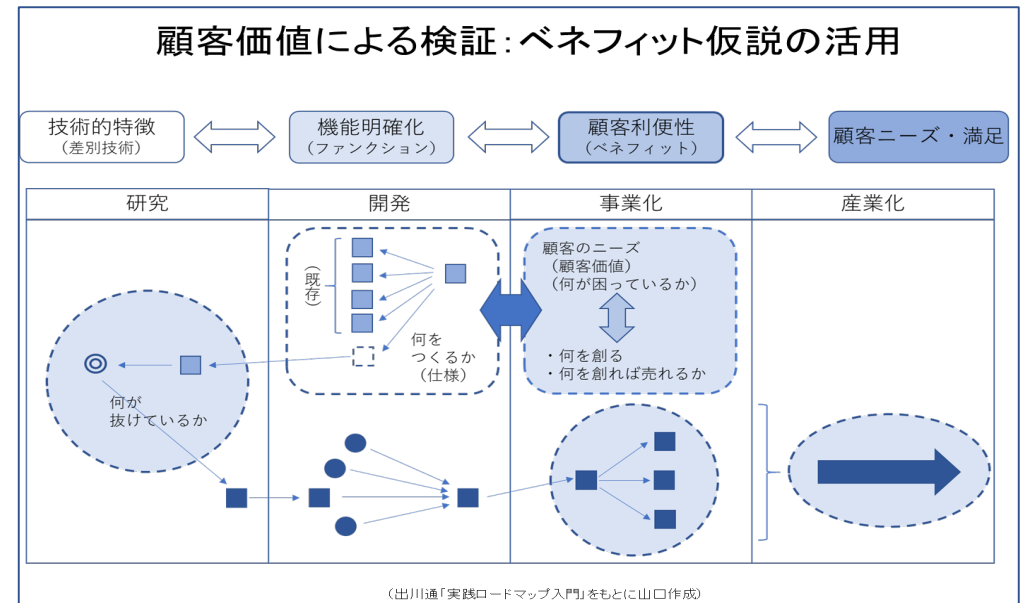 顧客価値による検証：ベネフィット仮説の活用
技術的特徴
（差別技術）
機能明確化
（ファンクション）
顧客利便性
（ベネフィット）
顧客ニーズ・満足
研究
開発
事業化
産業化
（既存）
何を
つくるか
（仕様）
顧客のニーズ
（顧客価値）
（何が困っているか）
・何を創る
・何を創れば売れるか
何が
抜けているか
（出川通「実践ロードマップ入門」をもとに山口作成）